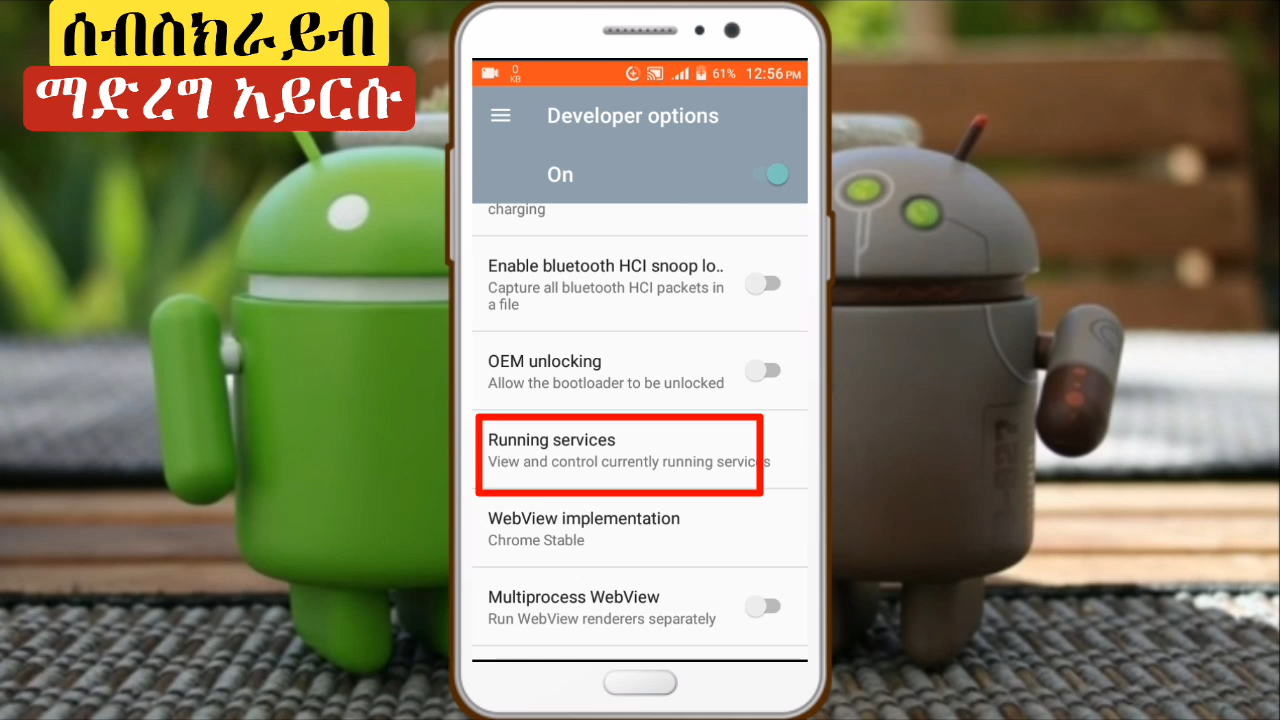 ሰብስክራይብ
ማድረግ አይርሱ
0
KB
61%
12:56 PM
Developer options
On
charging
Enable bluetooth HCI snoop lo..
Capture all bluetooth HCI packets in
a file
OEM unlocking
Allow the bootloader to be unlocked
Running services
View and control currently running services
WebView implementation
Chrome Stable
Multiprocess WebView
Run WebView renderers separately